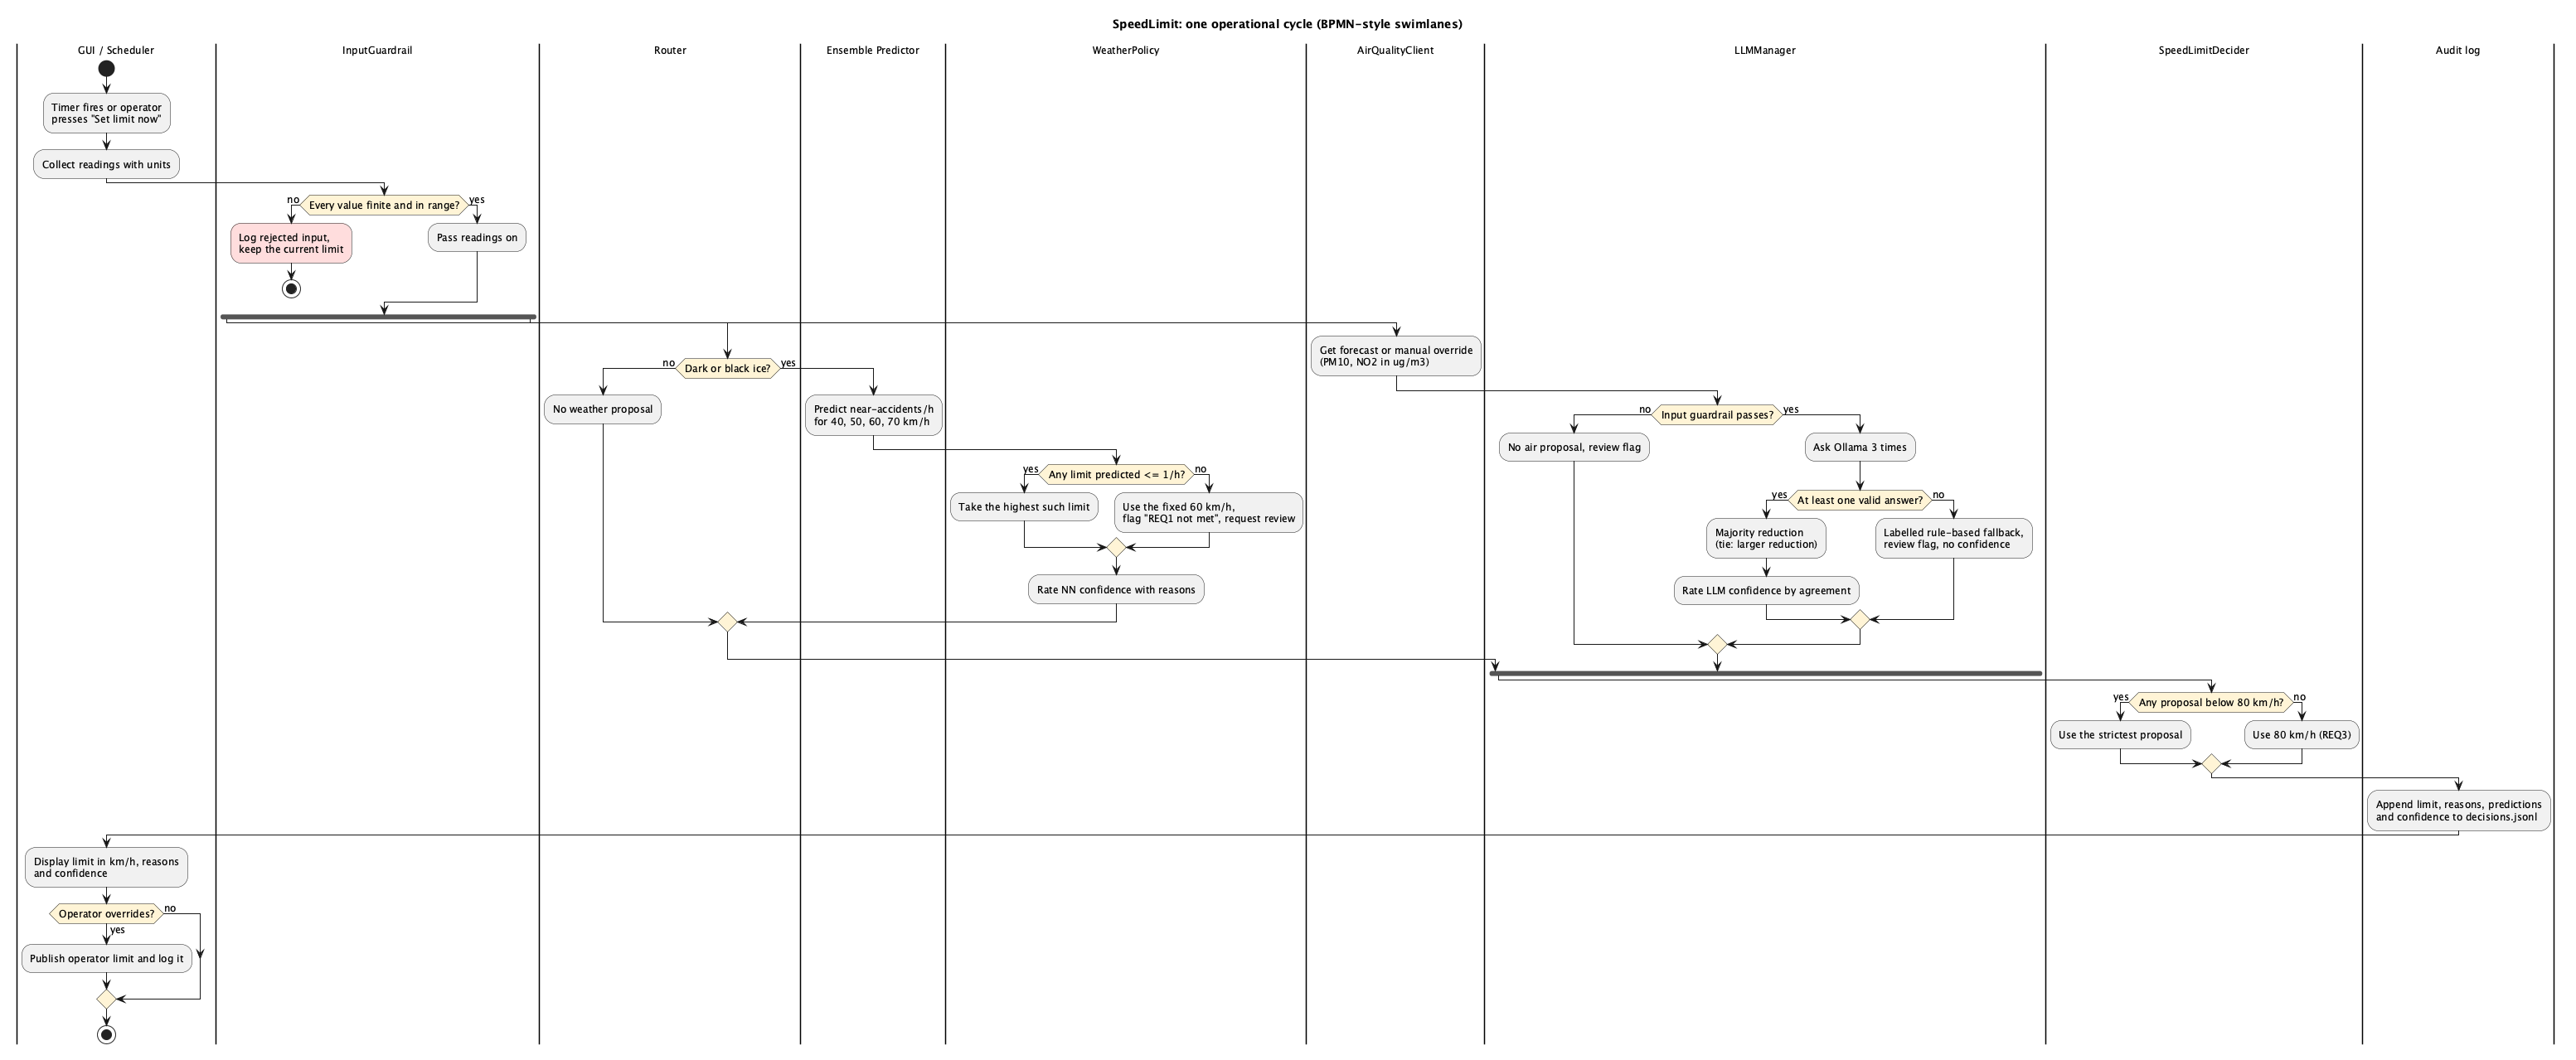 SpeedLimit: one operational cycle (BPMN-style swimlanes)
GUI / Scheduler
InputGuardrail
Router
Ensemble Predictor
WeatherPolicy
AirQualityClient
LLMManager
SpeedLimitDecider
Audit log
Timer fires or operator
presses "Set limit now"
Collect readings with units
no
Every value finite and in range?
yes
Log rejected input,
keep the current limit
Pass readings on
no
Dark or black ice?
yes
No weather proposal
Predict near-accidents/h
for 40, 50, 60, 70 km/h
yes
Any limit predicted <= 1/h?
no
Take the highest such limit
Use the fixed 60 km/h,
flag "REQ1 not met", request review
Rate NN confidence with reasons
Get forecast or manual override
(PM10, NO2 in ug/m3)
no
Input guardrail passes?
yes
No air proposal, review flag
Ask Ollama 3 times
yes
At least one valid answer?
no
Majority reduction
(tie: larger reduction)
Labelled rule-based fallback,
review flag, no confidence
Rate LLM confidence by agreement
yes
Any proposal below 80 km/h?
no
Use the strictest proposal
Use 80 km/h (REQ3)
Append limit, reasons, predictions
and confidence to decisions.jsonl
Display limit in km/h, reasons
and confidence
Operator overrides?
no
yes
Publish operator limit and log it